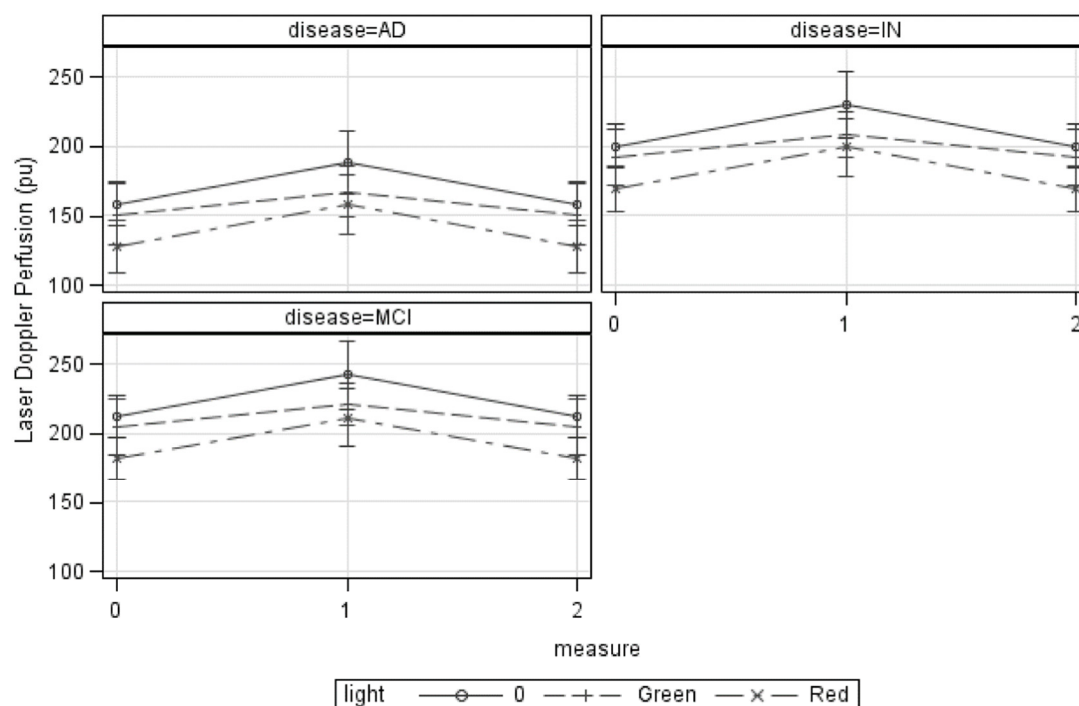 disease=AD
disease=IN
250
200
150
100
Laser Doppler Perfusion (pu)
0
1
2
disease=MCI
250
200
150
100
0
1
2
measure
light 0 Green Red